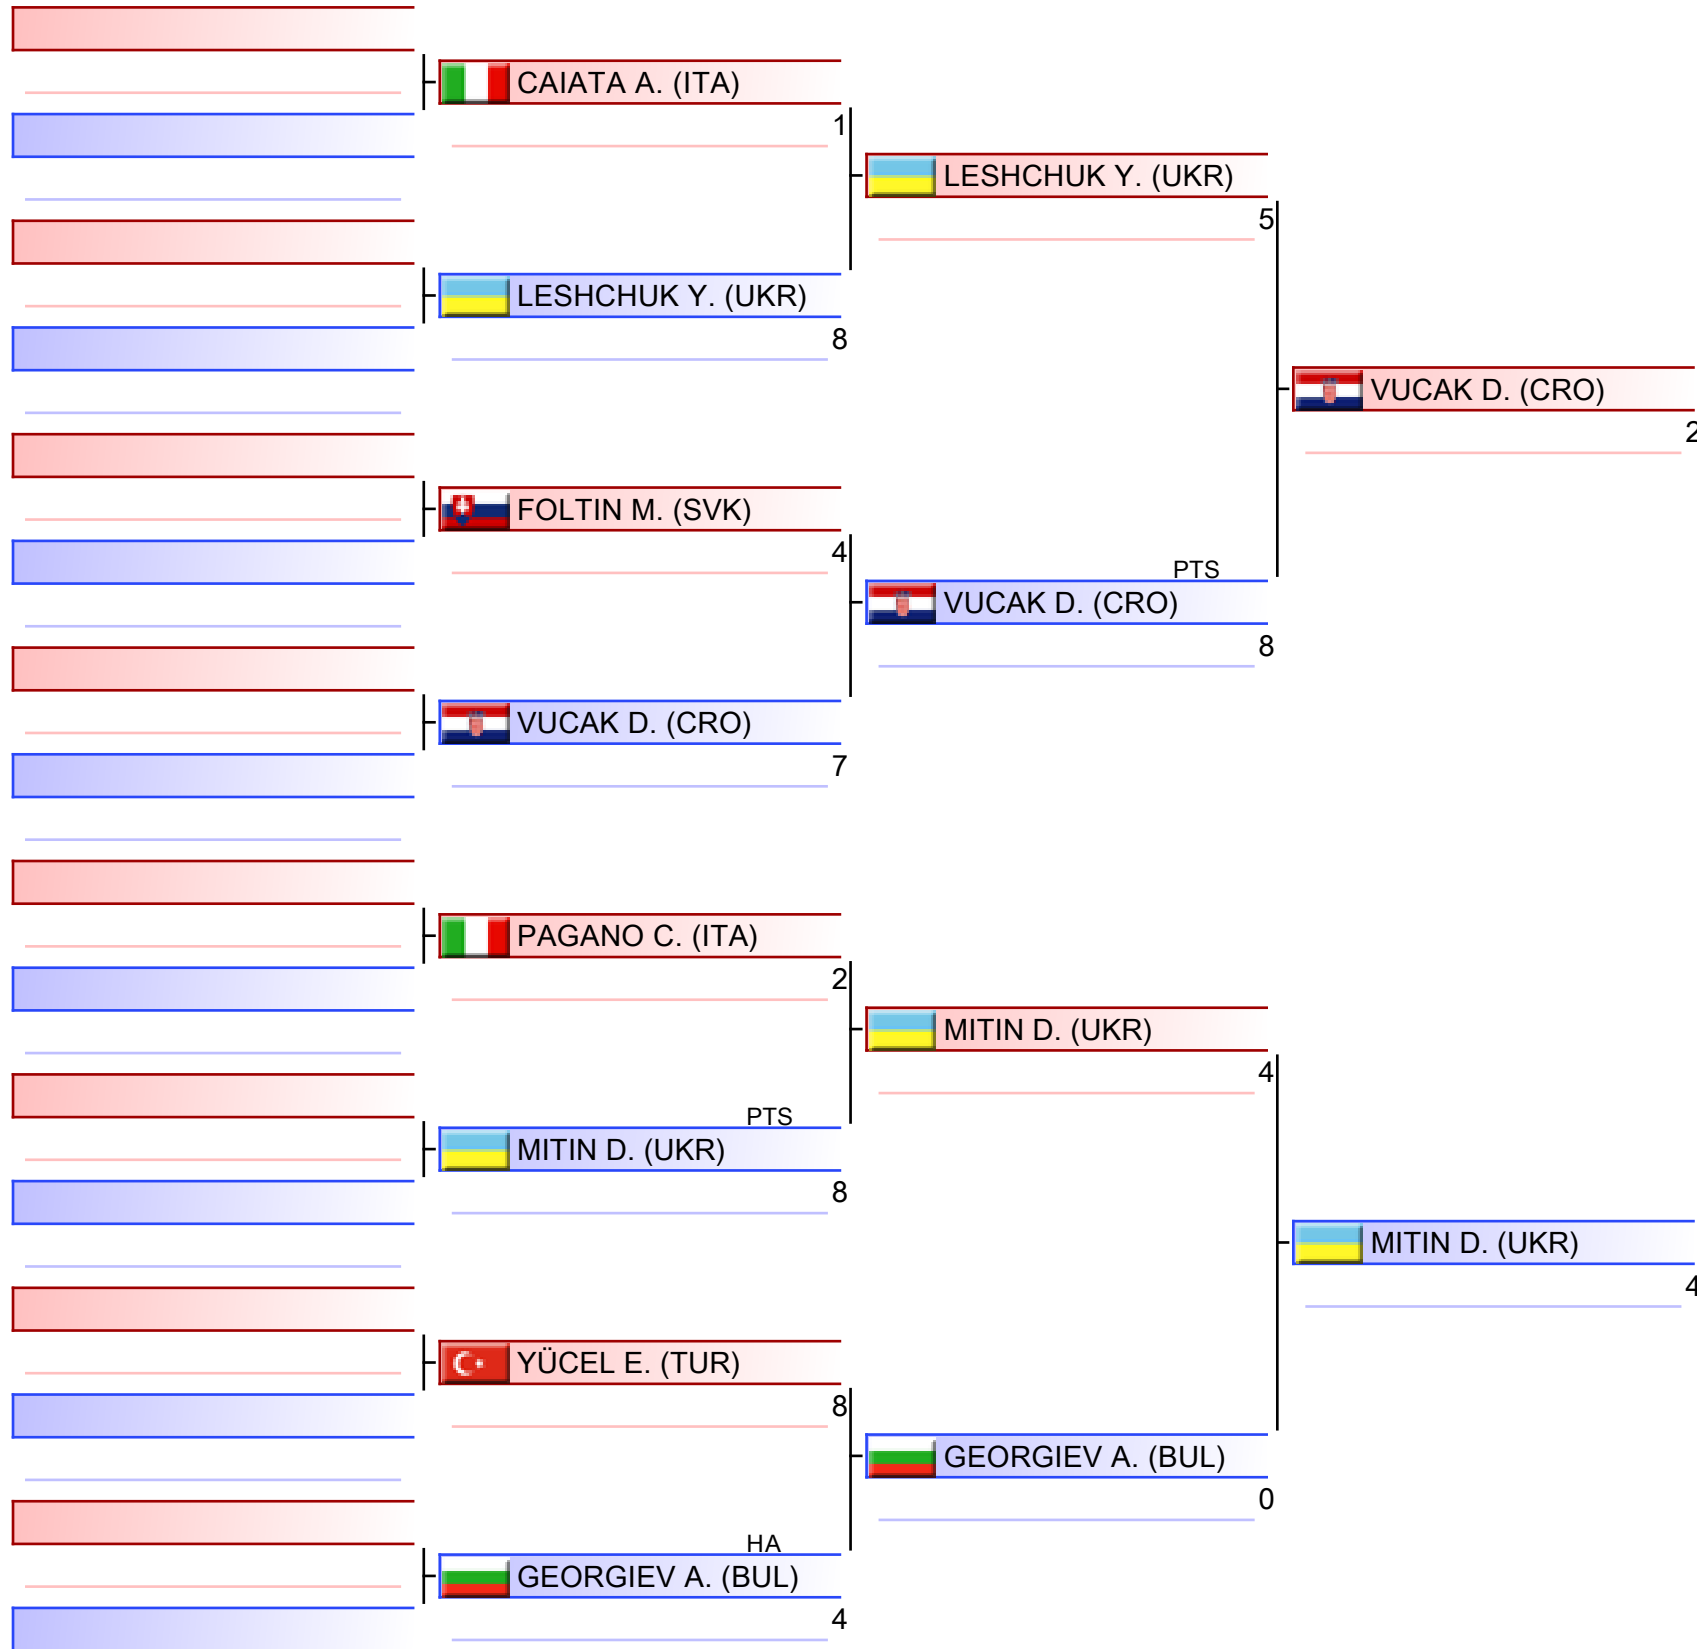 CAIATA A. (ITA)
1
LESHCHUK Y. (UKR)
5
LESHCHUK Y. (UKR)
8
VUCAK D. (CRO)
2
FOLTIN M. (SVK)
4
PTS
VUCAK D. (CRO)
8
VUCAK D. (CRO)
7
PAGANO C. (ITA)
2
MITIN D. (UKR)
4
PTS
MITIN D. (UKR)
8
MITIN D. (UKR)
4
YÜCEL E. (TUR)
8
GEORGIEV A. (BUL)
0
HA
GEORGIEV A. (BUL)
4